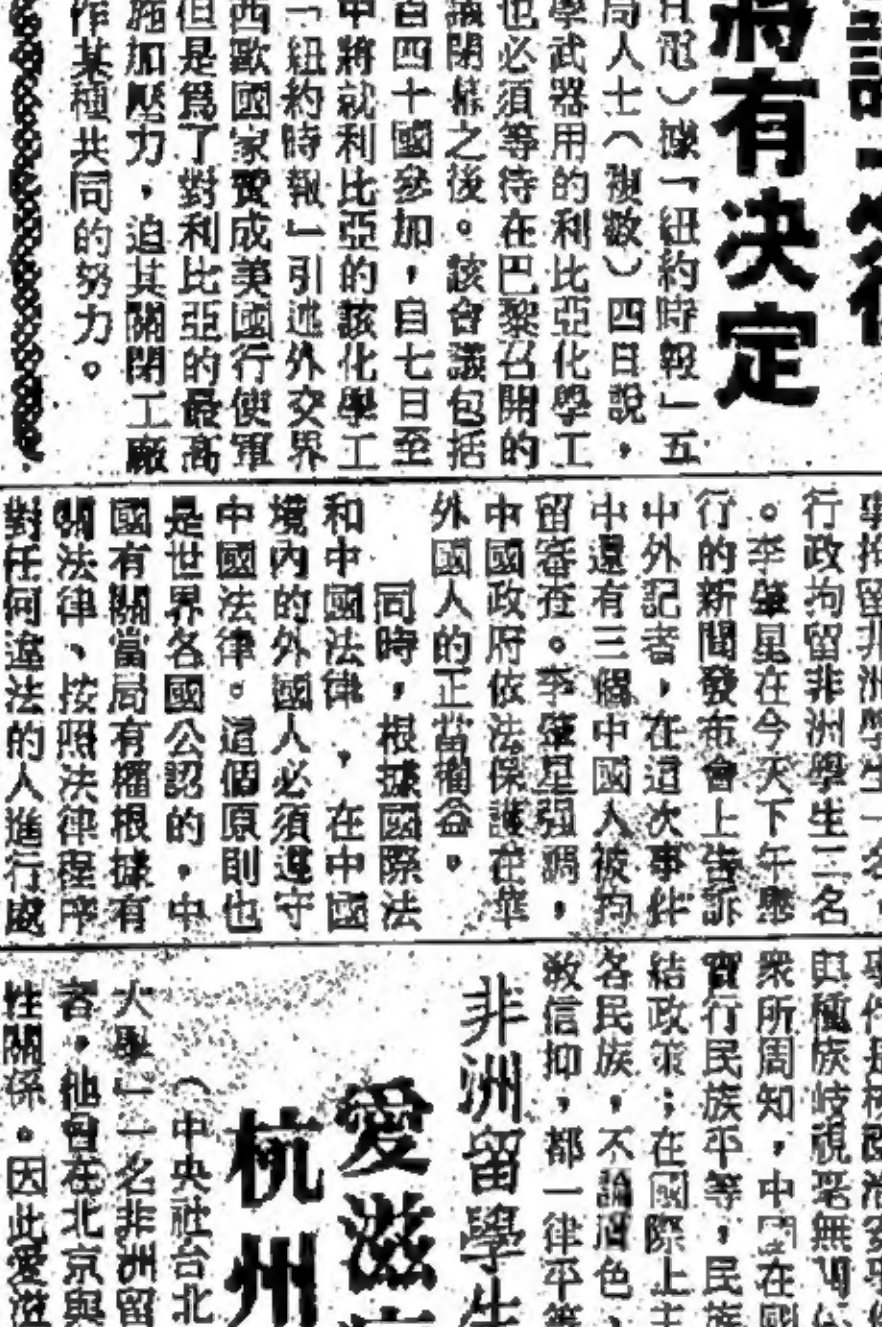 將有決定
日電）據「紐約時報」五
局人士（複數）四日說，
學武器用的利比亞化學工
也必須等待在巴黎召開的
議閉幕之後。該會議包括
百四十國參加，自七日至
中將就利比亞的該化學工
「紐約時報」引述外交界
西歐國家贊成美國行使軍
但是爲了對利比亞的最高
施加壓力，迫其關閉工廠
作某種共同的努力。
事拘留非洲學生一名，
行政拘留非洲學生二名
。李肇星在今天下午舉
行的新聞發布會上告訴
中外記者，在這次事件
中還有三個中國人被拘
留審查。李肇星强調，
中國政府依法保護在華
外國人的正當權益。
同時，根據國際法
和中國法律，在中國
境內的外國人必須遵守
中國法律。這個原則也
是世界各國公認的，中
國有關當局有權根據有
關法律、按照法律程序
對任何違法的人進行處
與種族岐視毫無
衆所周知，中國在國
實行民族平等，民族
結政策；在國際上主
各民族，不論膚色、
敎信仰，都一律平等
非洲留學生
愛滋
杭州
（中央社台北
大學」一名非洲留
者，他曾在北京與
性關係。因此愛滋